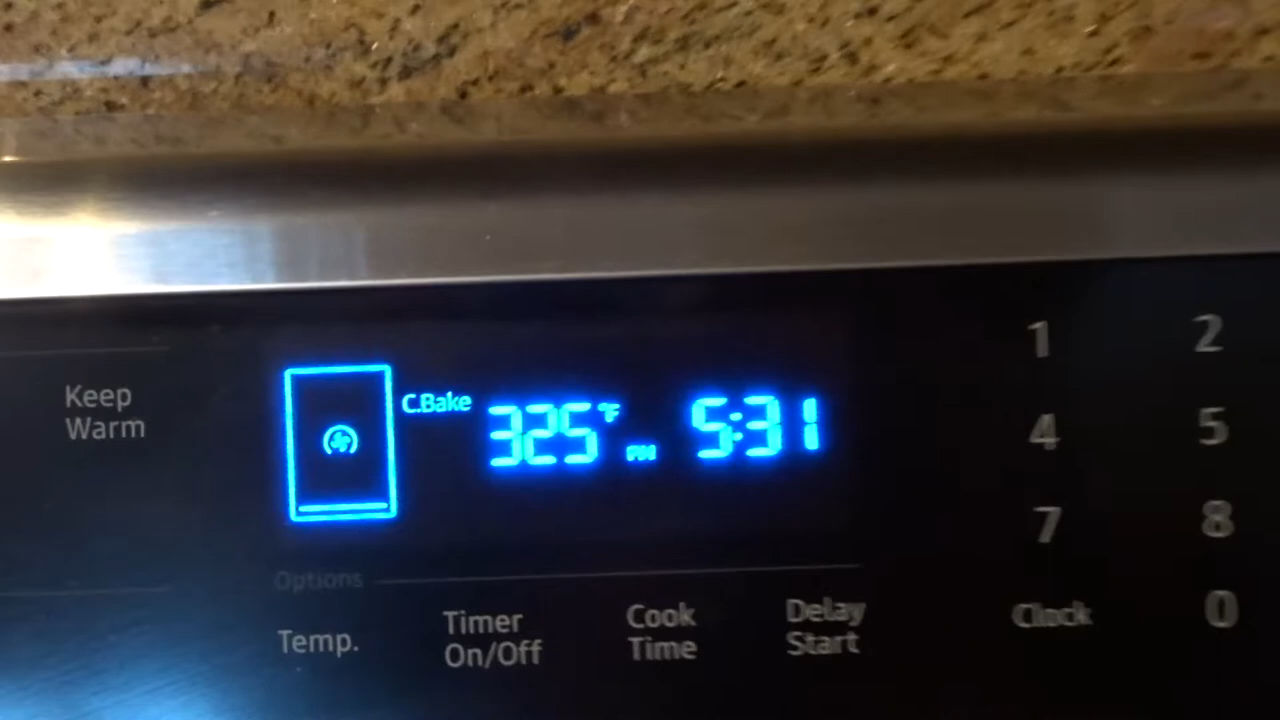 Keep
Warm
C.Bake
325°F
PM 5:31
Options
Temp.
Timer
On/Off
Cook
Time
Delay
Start
1 2
4 5
7 8
Clock 0